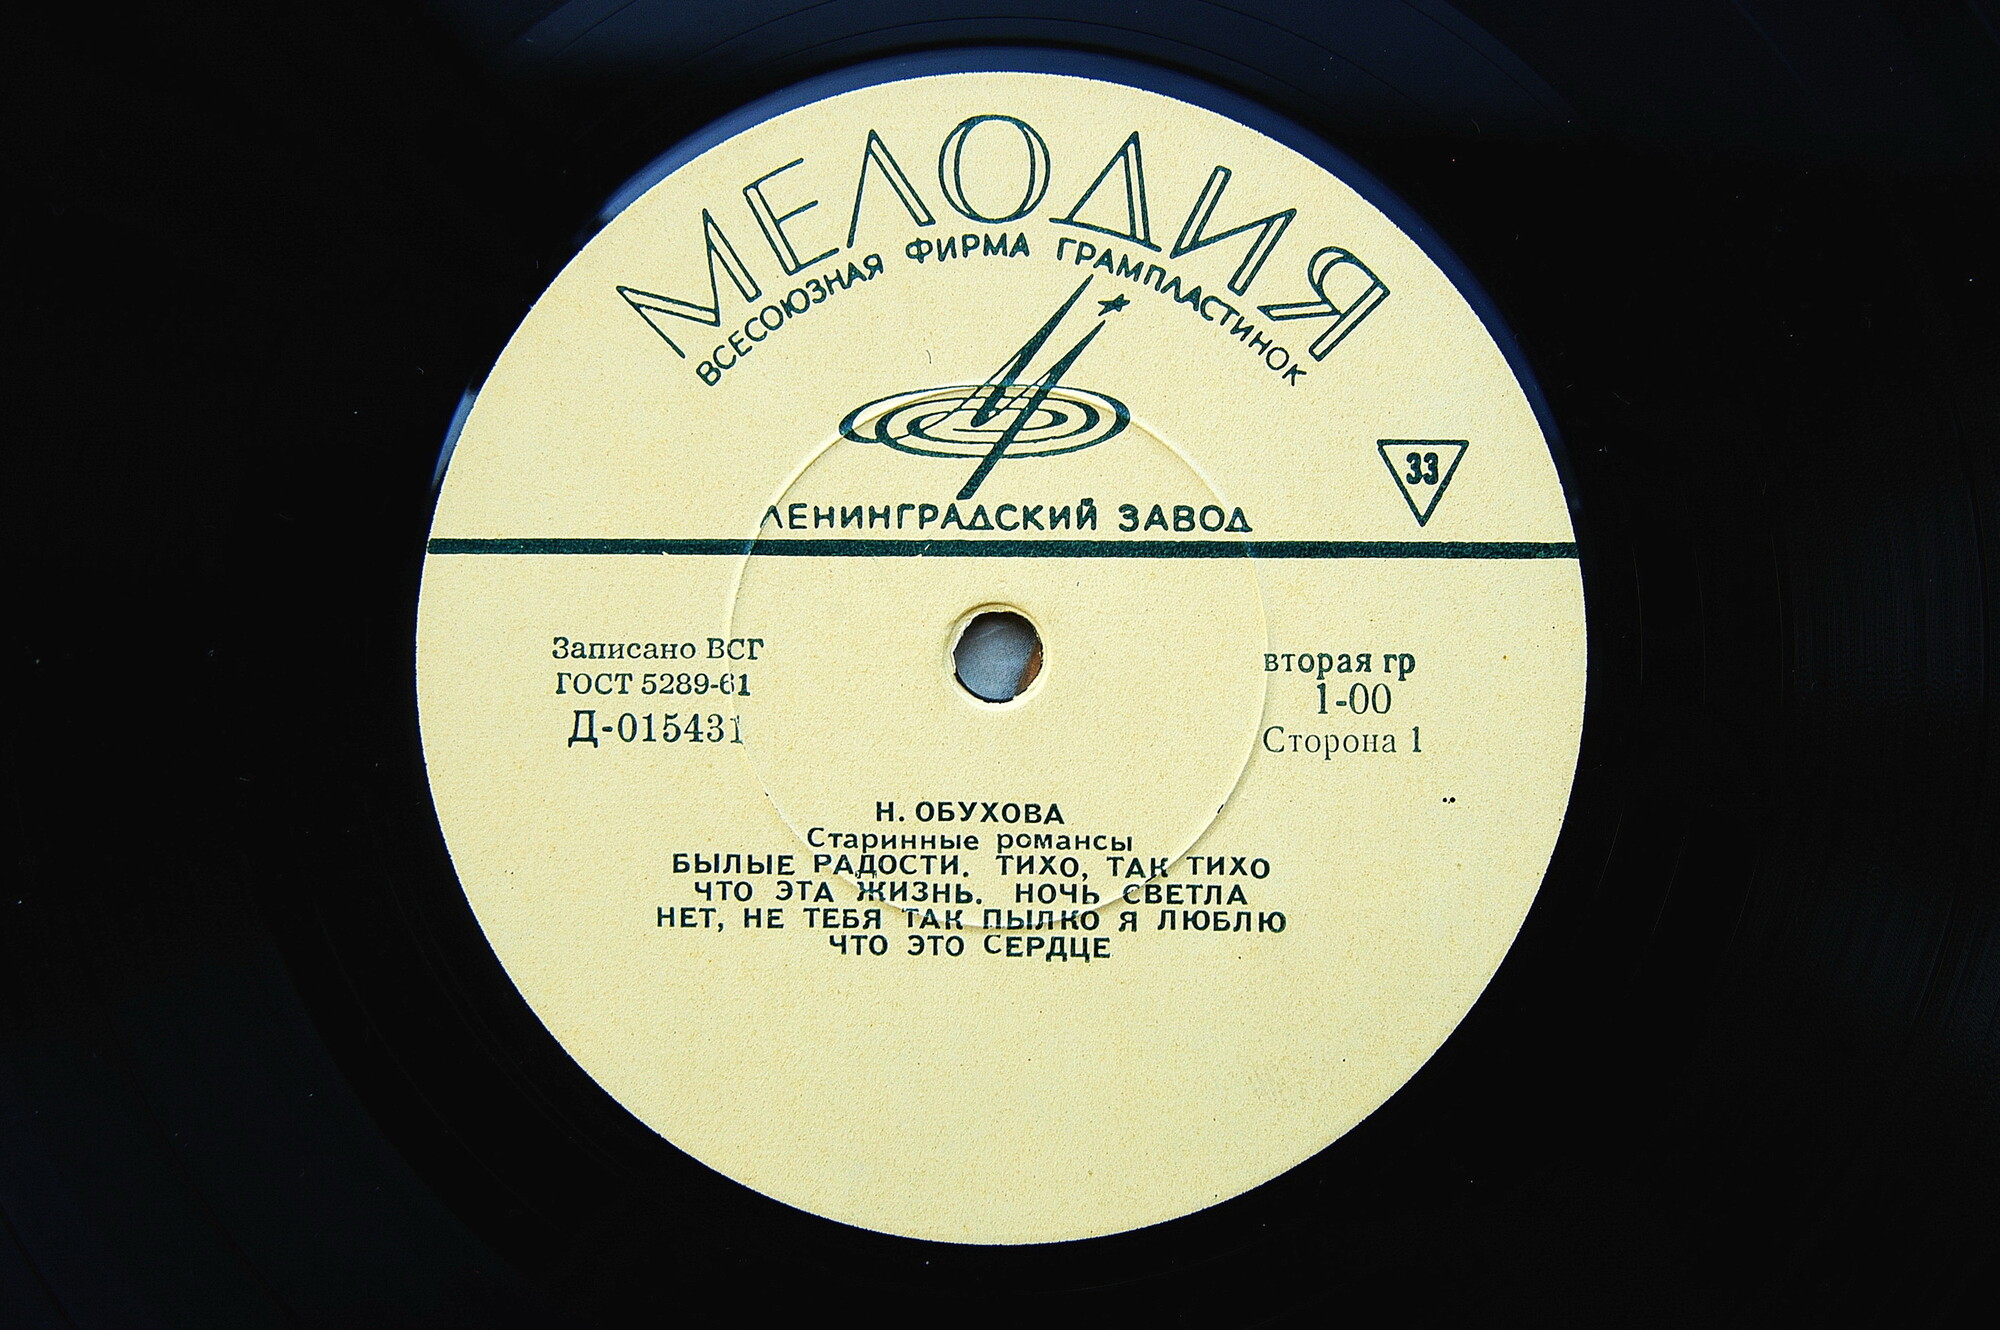 МЕЛОДИЯ
ВСЕСОЮЗНАЯ ФИРМА ГРАМПЛАСТИНОК
33
ЛЕНИНГРАДСКИЙ ЗАВОД
Записано ВСГ
ГОСТ 5289-61
Д-015431
вторая гр
1-00
Сторона 1
Н. ОБУХОВА
Старинные романсы
БЫЛЫЕ РАДОСТИ. ТИХО, ТАК ТИХО
ЧТО ЭТА ЖИЗНЬ. НОЧЬ СВЕТЛА
НЕТ, НЕ ТЕБЯ ТАК ПЫЛКО Я ЛЮБЛЮ
ЧТО ЭТО СЕРДЦЕ